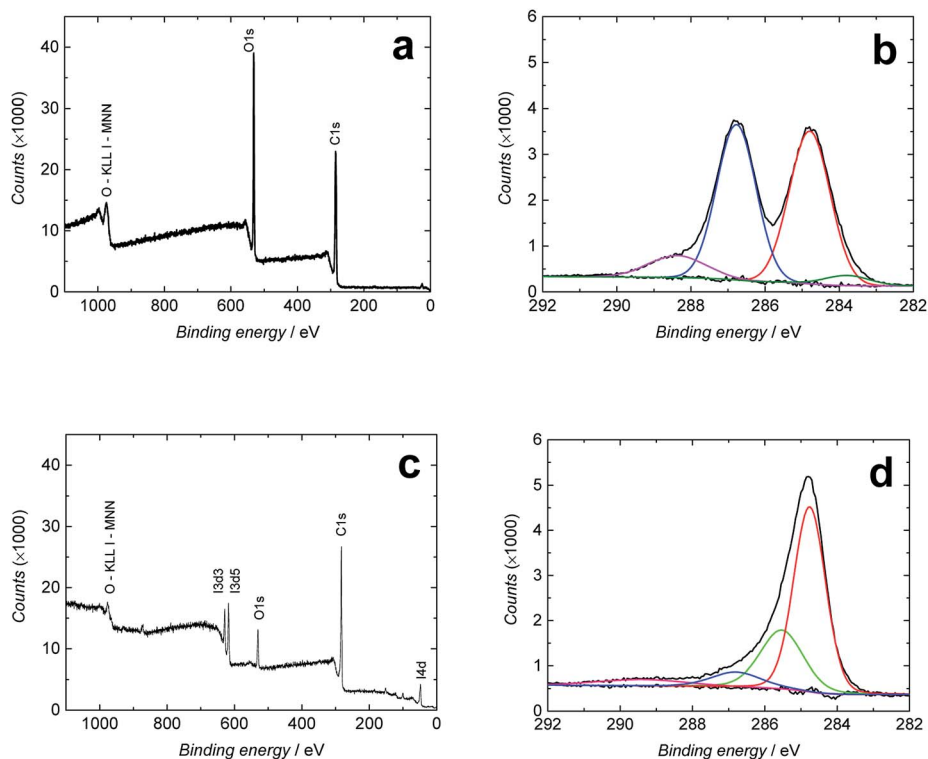 a
40
30
20
10
0
Counts (×1000)
O - KLL I - MNN
O1s
C1s
1000
800
600
400
200
0
Binding energy / eV
b
6
5
4
3
2
1
0
Counts (×1000)
292
290
288
286
284
282
Binding energy / eV
c
40
30
20
10
0
Counts (×1000)
O - KLL I - MNN
I3d3
I3d5
O1s
C1s
I4d
1000
800
600
400
200
0
Binding energy / eV
d
6
5
4
3
2
1
0
Counts (×1000)
292
290
288
286
284
282
Binding energy / eV